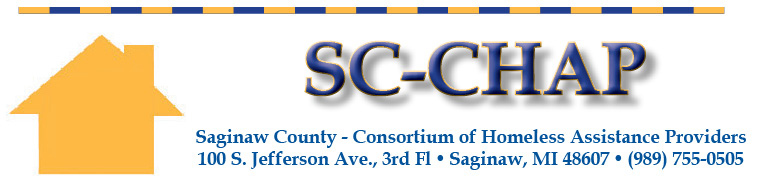 SC-CHAP
Saginaw County - Consortium of Homeless Assistance Providers
100 S. Jefferson Ave., 3rd Fl • Saginaw, MI 48607 • (989) 755-0505